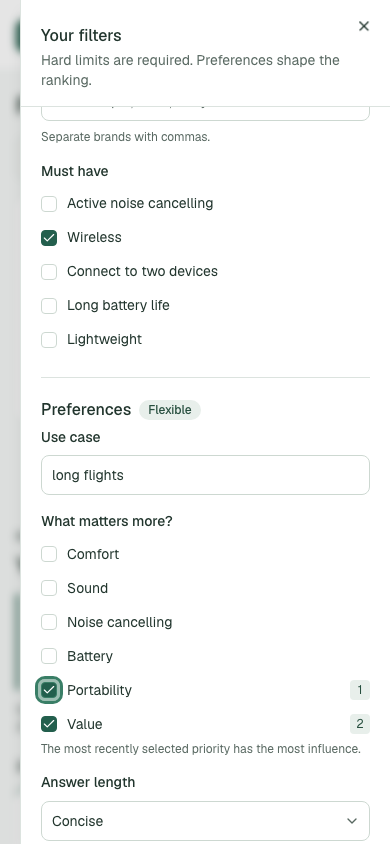 Your filters
Hard limits are required. Preferences shape the
ranking.
Separate brands with commas.
Must have
Active noise cancelling
Wireless
Connect to two devices
Long battery life
Lightweight
Preferences Flexible
Use case
long flights
What matters more?
Comfort
Sound
Noise cancelling
Battery
Portability 1
Value 2
The most recently selected priority has the most influence.
Answer length
Concise